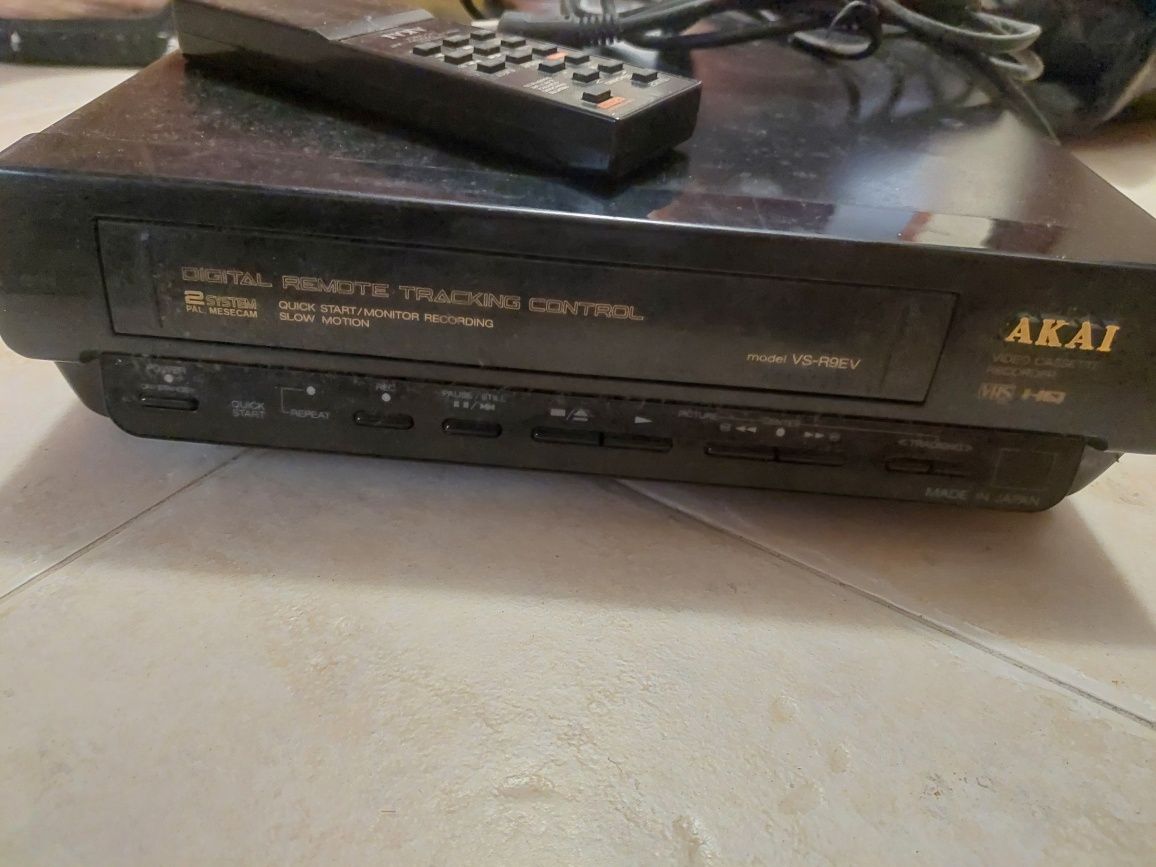 DIGITAL REMOTE TRACKING CONTROL
2 SYSTEM
PAL MESECAM
QUICK START/MONITOR RECORDING
SLOW MOTION
model VS-R9EV
AKAI
VIDEO CASSETTE
RECORDER
VHS HQ
POWER
QUICK
START
REPEAT
REC
PAUSE / STILL
PICTURE
<TRACKING>
MADE IN JAPAN